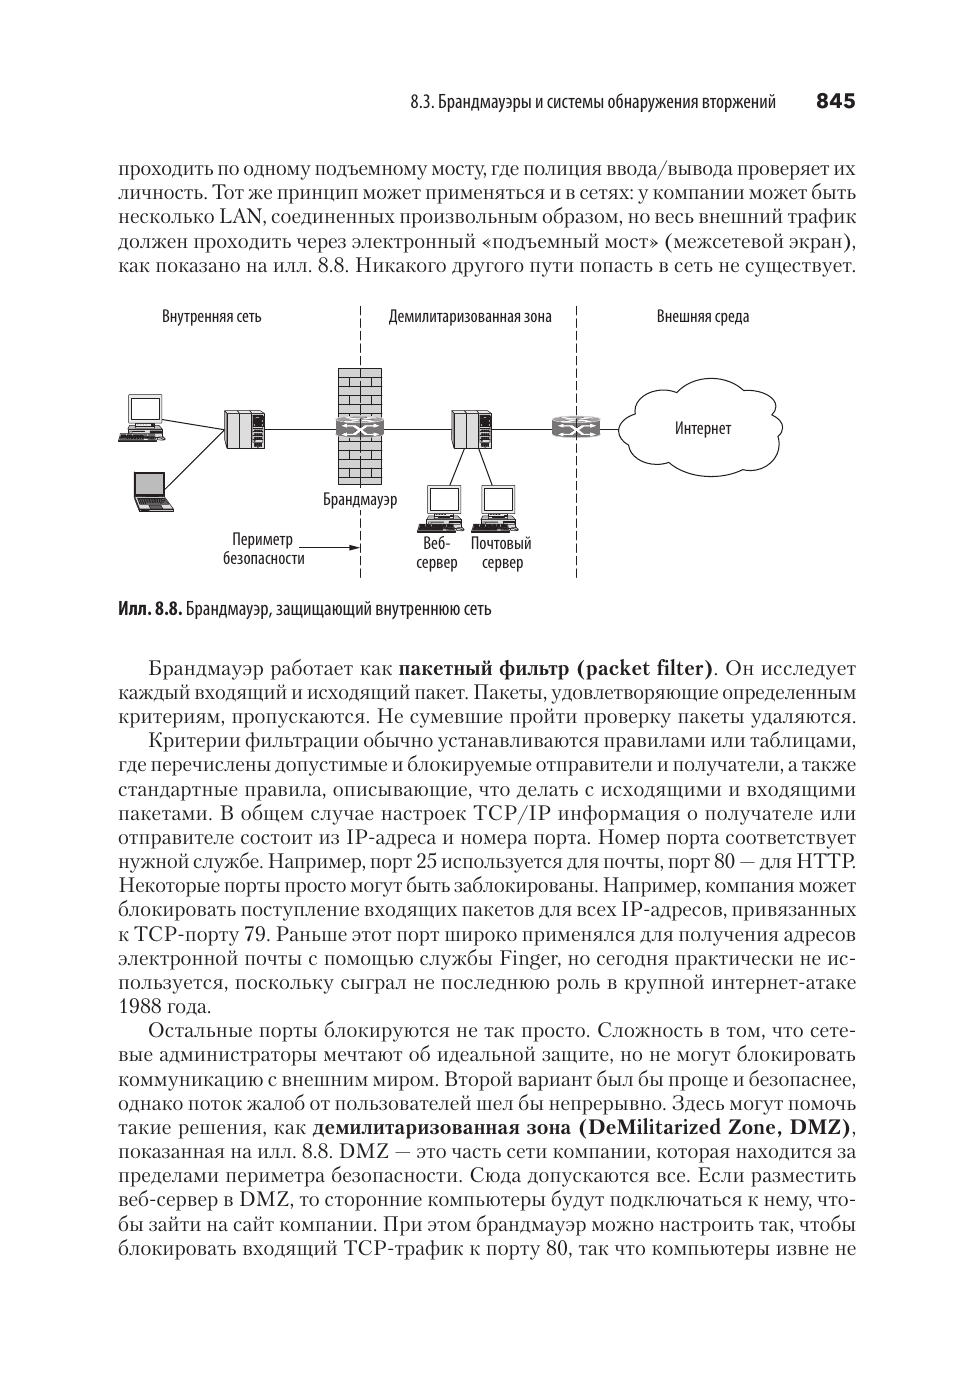 8.3. Брандмауэры и системы обнаружения вторжений 845
проходить по одному подъемному мосту, где полиция ввода/вывода проверяет их
личность. Тот же принцип может применяться и в сетях: у компании может быть
несколько LAN, соединенных произвольным образом, но весь внешний трафик
должен проходить через электронный «подъемный мост» (межсетевой экран),
как показано на илл. 8.8. Никакого другого пути попасть в сеть не существует.
Внутренняя сеть
Демилитаризованная зона
Внешняя среда
Интернет
Брандмауэр
Периметр
безопасности
Веб-
сервер
Почтовый
сервер
Илл. 8.8. Брандмауэр, защищающий внутреннюю сеть
Брандмауэр работает как пакетный фильтр (packet filter). Он исследует
каждый входящий и исходящий пакет. Пакеты, удовлетворяющие определенным
критериям, пропускаются. Не сумевшие пройти проверку пакеты удаляются.
Критерии фильтрации обычно устанавливаются правилами или таблицами,
где перечислены допустимые и блокируемые отправители и получатели, а также
стандартные правила, описывающие, что делать с исходящими и входящими
пакетами. В общем случае настроек TCP/IP информация о получателе или
отправителе состоит из IP-адреса и номера порта. Номер порта соответствует
нужной службе. Например, порт 25 используется для почты, порт 80 — для HTTP.
Некоторые порты просто могут быть заблокированы. Например, компания может
блокировать поступление входящих пакетов для всех IP-адресов, привязанных
к TCP-порту 79. Раньше этот порт широко применялся для получения адресов
электронной почты с помощью службы Finger, но сегодня практически не ис-
пользуется, поскольку сыграл не последнюю роль в крупной интернет-атаке
1988 года.
Остальные порты блокируются не так просто. Сложность в том, что сете-
вые администраторы мечтают об идеальной защите, но не могут блокировать
коммуникацию с внешним миром. Второй вариант был бы проще и безопаснее,
однако поток жалоб от пользователей шел бы непрерывно. Здесь могут помочь
такие решения, как демилитаризованная зона (DeMilitarized Zone, DMZ),
показанная на илл. 8.8. DMZ — это часть сети компании, которая находится за
пределами периметра безопасности. Сюда допускаются все. Если разместить
веб-сервер в DMZ, то сторонние компьютеры будут подключаться к нему, что-
бы зайти на сайт компании. При этом брандмауэр можно настроить так, чтобы
блокировать входящий TCP-трафик к порту 80, так что компьютеры извне не